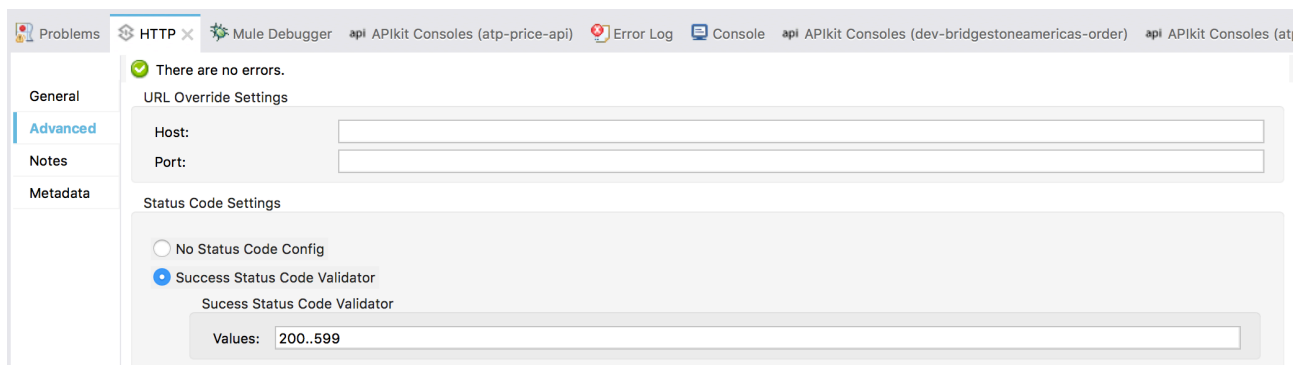 Problems HTTP Mule Debugger api APIkit Consoles (atp-price-api) Error Log Console api APIkit Consoles (dev-bridgestoneamericas-order) api APIkit Consoles (at
There are no errors.
General
URL Override Settings
Advanced
Host:
Notes
Port:
Metadata
Status Code Settings
No Status Code Config
Success Status Code Validator
Sucess Status Code Validator
Values: 200..599